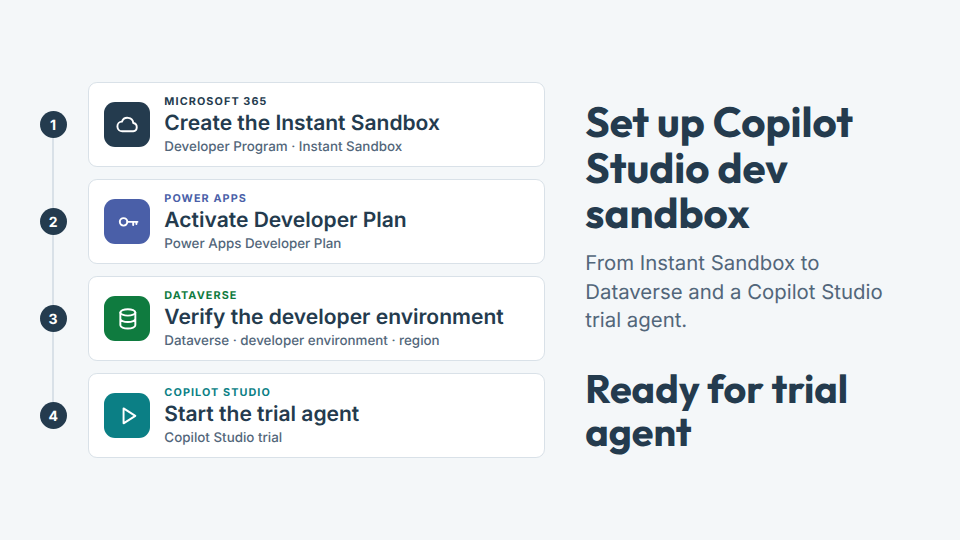 1
MICROSOFT 365
Create the Instant Sandbox
Developer Program · Instant Sandbox
2
POWER APPS
Activate Developer Plan
Power Apps Developer Plan
3
DATAVERSE
Verify the developer environment
Dataverse · developer environment · region
4
COPILOT STUDIO
Start the trial agent
Copilot Studio trial
Set up Copilot
Studio dev
sandbox
From Instant Sandbox to
Dataverse and a Copilot Studio
trial agent.
Ready for trial
agent